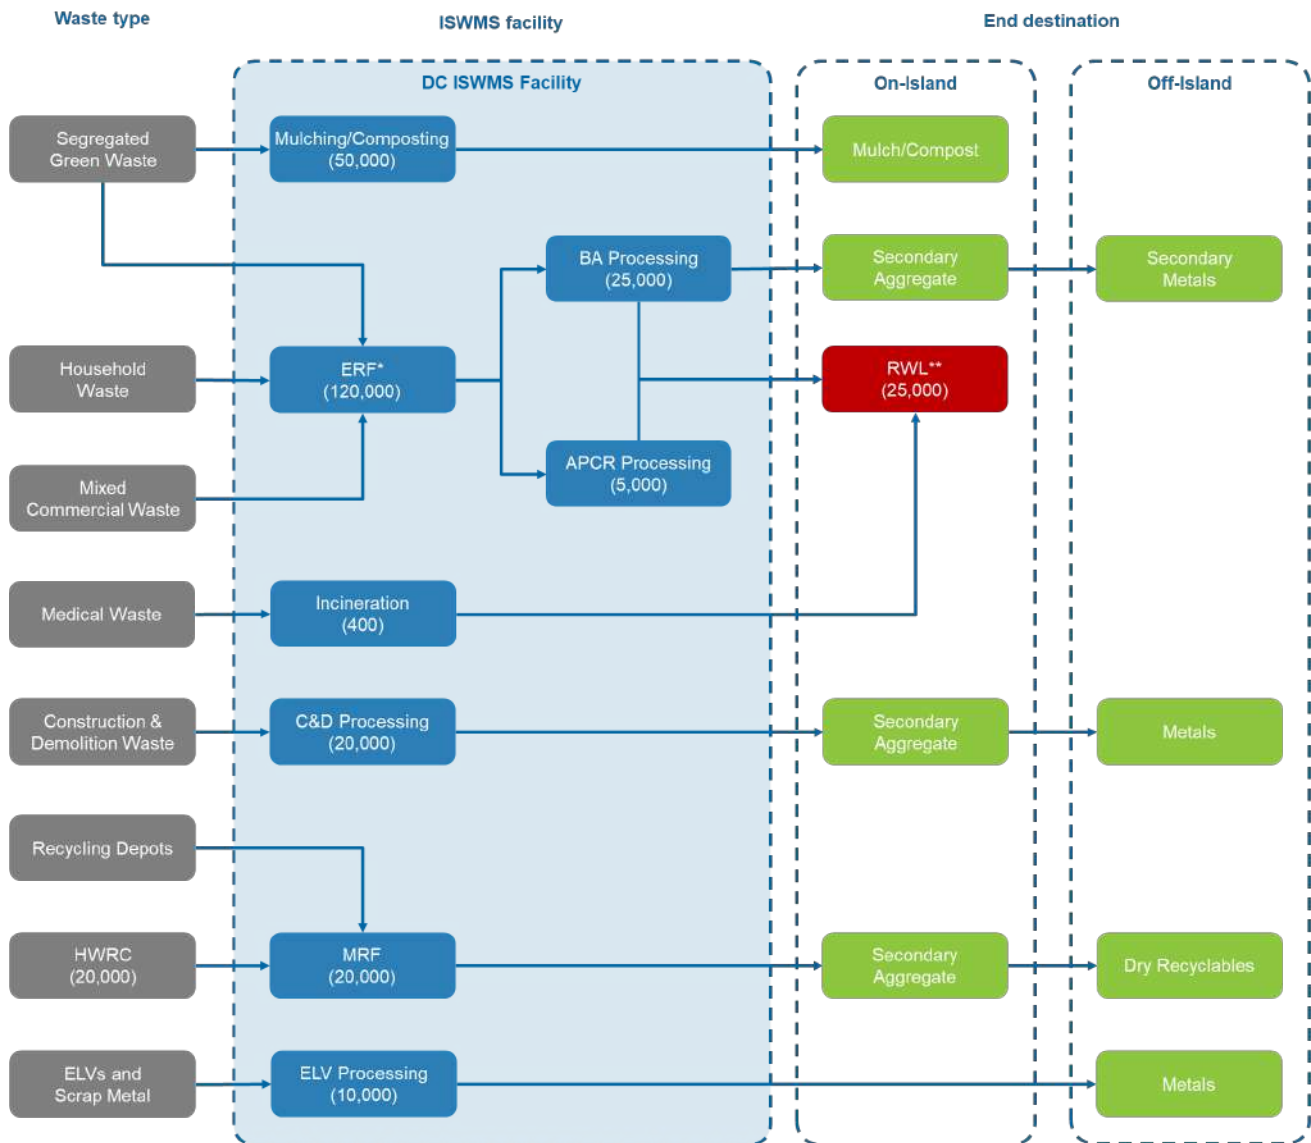 Waste type
ISWMS facility
End destination
DC ISWMS Facility
On-Island
Off-Island
Segregated
Green Waste
Mulching/Composting
(50,000)
Mulch/Compost
BA Processing
(25,000)
Secondary
Aggregate
Secondary
Metals
Household
Waste
ERF*
(120,000)
RWL**
(25,000)
Mixed
Commercial Waste
APCR Processing
(5,000)
Medical Waste
Incineration
(400)
Construction &
Demolition Waste
C&D Processing
(20,000)
Secondary
Aggregate
Metals
Recycling Depots
HWRC
(20,000)
MRF
(20,000)
Secondary
Aggregate
Dry Recyclables
ELVs and
Scrap Metal
ELV Processing
(10,000)
Metals